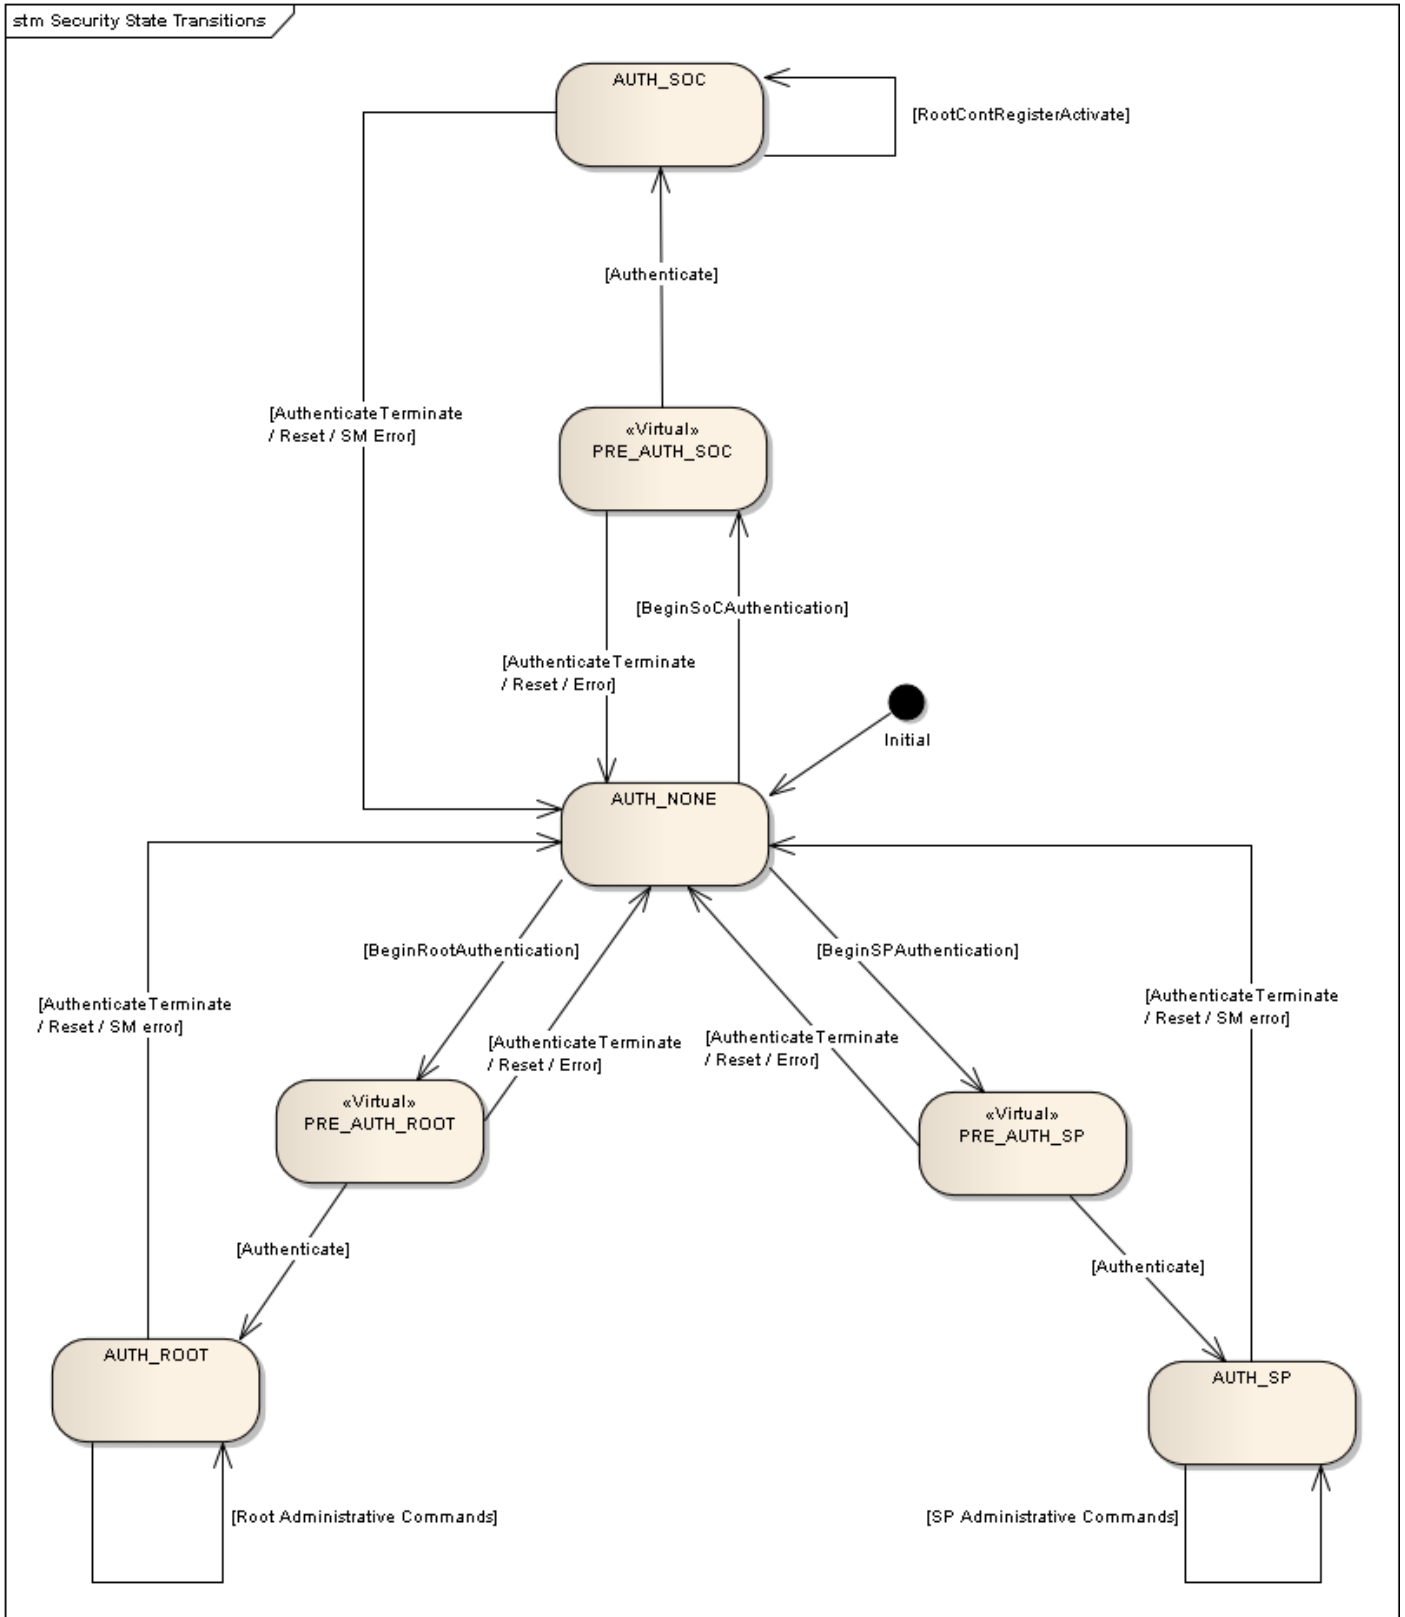 stm Security State Transitions
AUTH_SOC
[RootContRegisterActivate]
[Authenticate]
[AuthenticateTerminate
/ Reset / SM Error]
«Virtual»
PRE_AUTH_SOC
[BeginSoCAuthentication]
[AuthenticateTerminate
/ Reset / Error]
Initial
AUTH_NONE
[BeginRootAuthentication]
[BeginSPAuthentication]
[AuthenticateTerminate
/ Reset / SM error]
[AuthenticateTerminate
/ Reset / Error]
[AuthenticateTerminate
/ Reset / Error]
[AuthenticateTerminate
/ Reset / SM error]
«Virtual»
PRE_AUTH_ROOT
«Virtual»
PRE_AUTH_SP
[Authenticate]
[Authenticate]
AUTH_ROOT
AUTH_SP
[Root Administrative Commands]
[SP Administrative Commands]